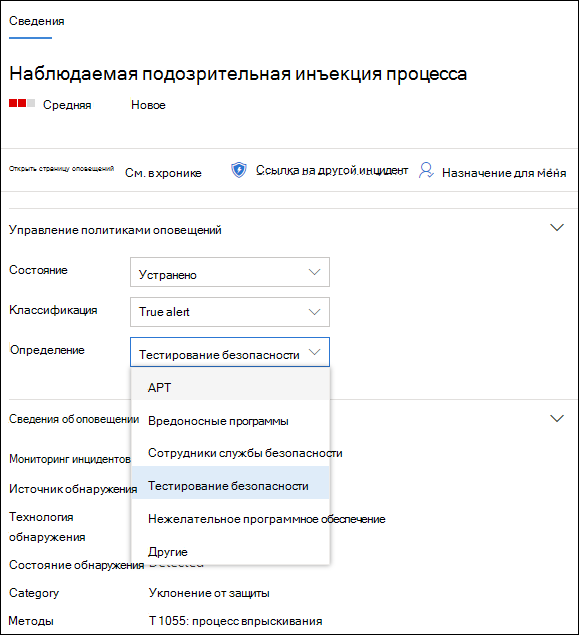 Сведения
Наблюдаемая подозрительная инъекция процесса
Средняя Новое
Открыть страницу оповещений См. в хронике Ссылка на другой инцидент Назначение для меня
Управление политиками оповещений
Состояние Устранено
Классификация True alert
Определение Тестирование безопасности
АРТ
Сведения об оповещении Вредоносные программы
Мониторинг инцидентов Сотрудники службы безопасности
Источник обнаружения Тестирование безопасности
Технология
обнаружения Нежелательное программное обеспечение
Другие
Состояние обнаружения Detected
Category Уклонение от защиты
Методы T1055: процесс впрыскивания